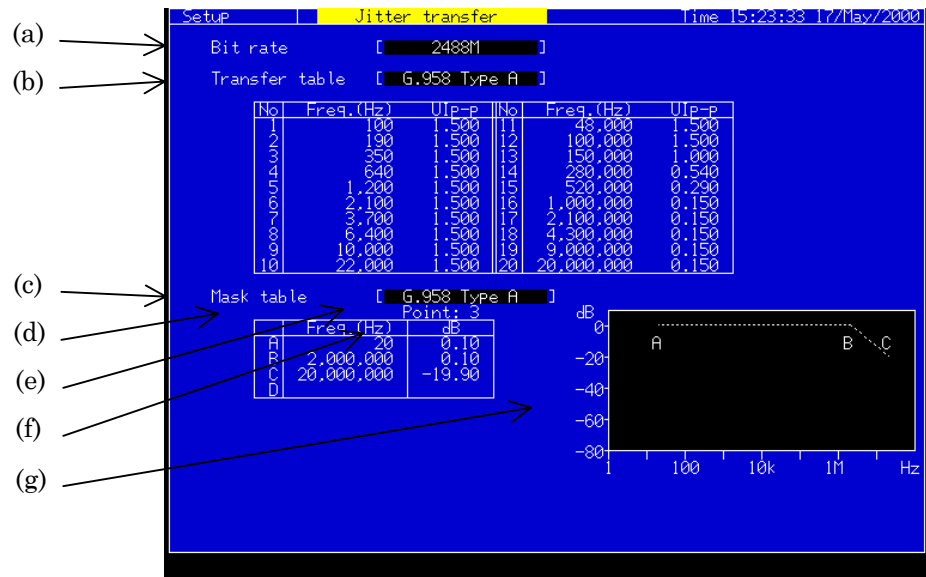 Setup Jitter transfer Time 15:23:33 17/May/2000
(a)
Bit rate [ 2488M ]
(b)
Transfer table [ G.958 Type A ]
No Freq.(Hz) UIp-p No Freq.(Hz) UIp-p
1 100 1.500 11 48,000 1.500
2 190 1.500 12 100,000 1.500
3 350 1.500 13 150,000 1.000
4 640 1.500 14 280,000 0.540
5 1,200 1.500 15 520,000 0.290
6 2,100 1.500 16 1,000,000 0.150
7 3,700 1.500 17 2,100,000 0.150
8 6,400 1.500 18 4,300,000 0.150
9 10,000 1.500 19 9,000,000 0.150
10 22,000 1.500 20 20,000,000 0.150
(c)
Mask table [ G.958 Type A ]
(d)
Point: 3
Freq.(Hz) dB
A 20 0.10
B 2,000,000 0.10
C 20,000,000 -19.90
D
(e)
(f)
(g)
dB
0
-20
-40
-60
-80
A B C
1 100 10k 1M Hz